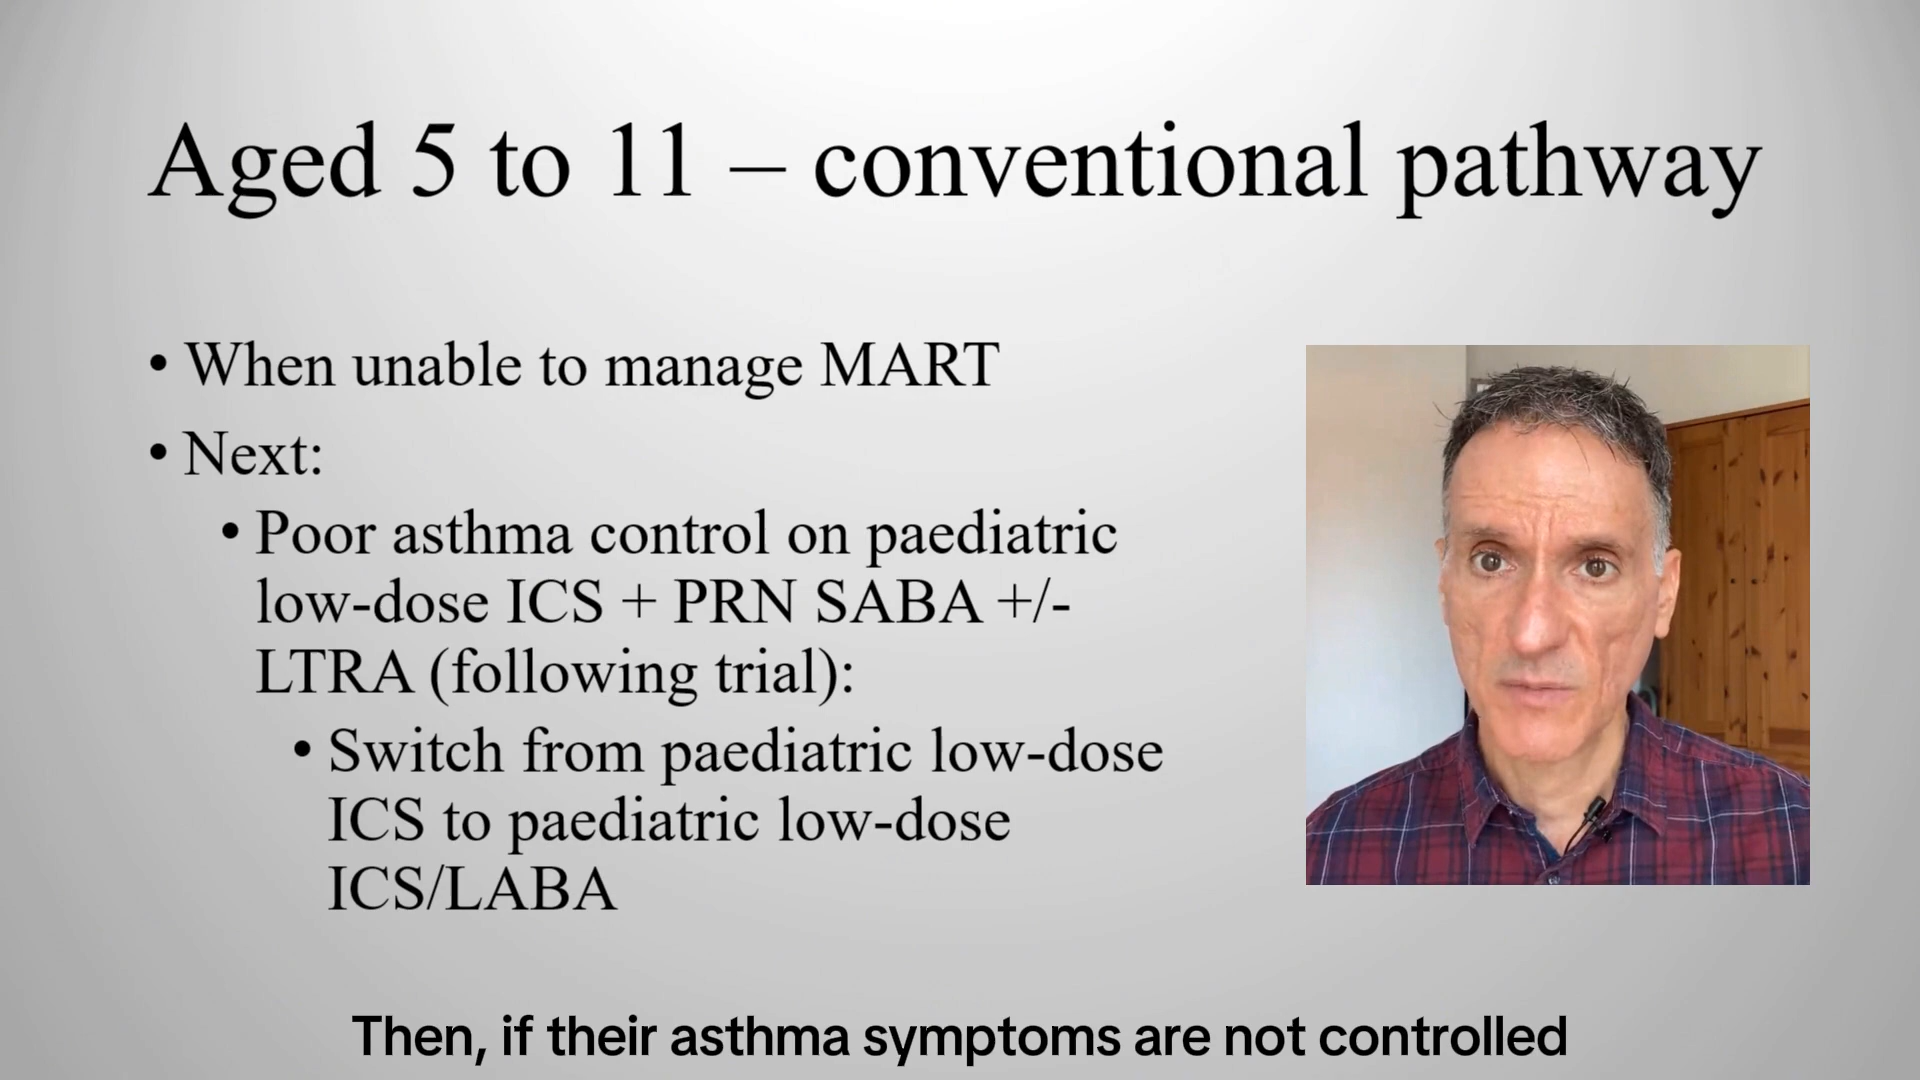 Aged 5 to 11 – conventional pathway
• When unable to manage MART
• Next:
• Poor asthma control on paediatric
low-dose ICS + PRN SABA +/-
LTRA (following trial):
• Switch from paediatric low-dose
ICS to paediatric low-dose
ICS/LABA
Then, if their asthma symptoms are not controlled